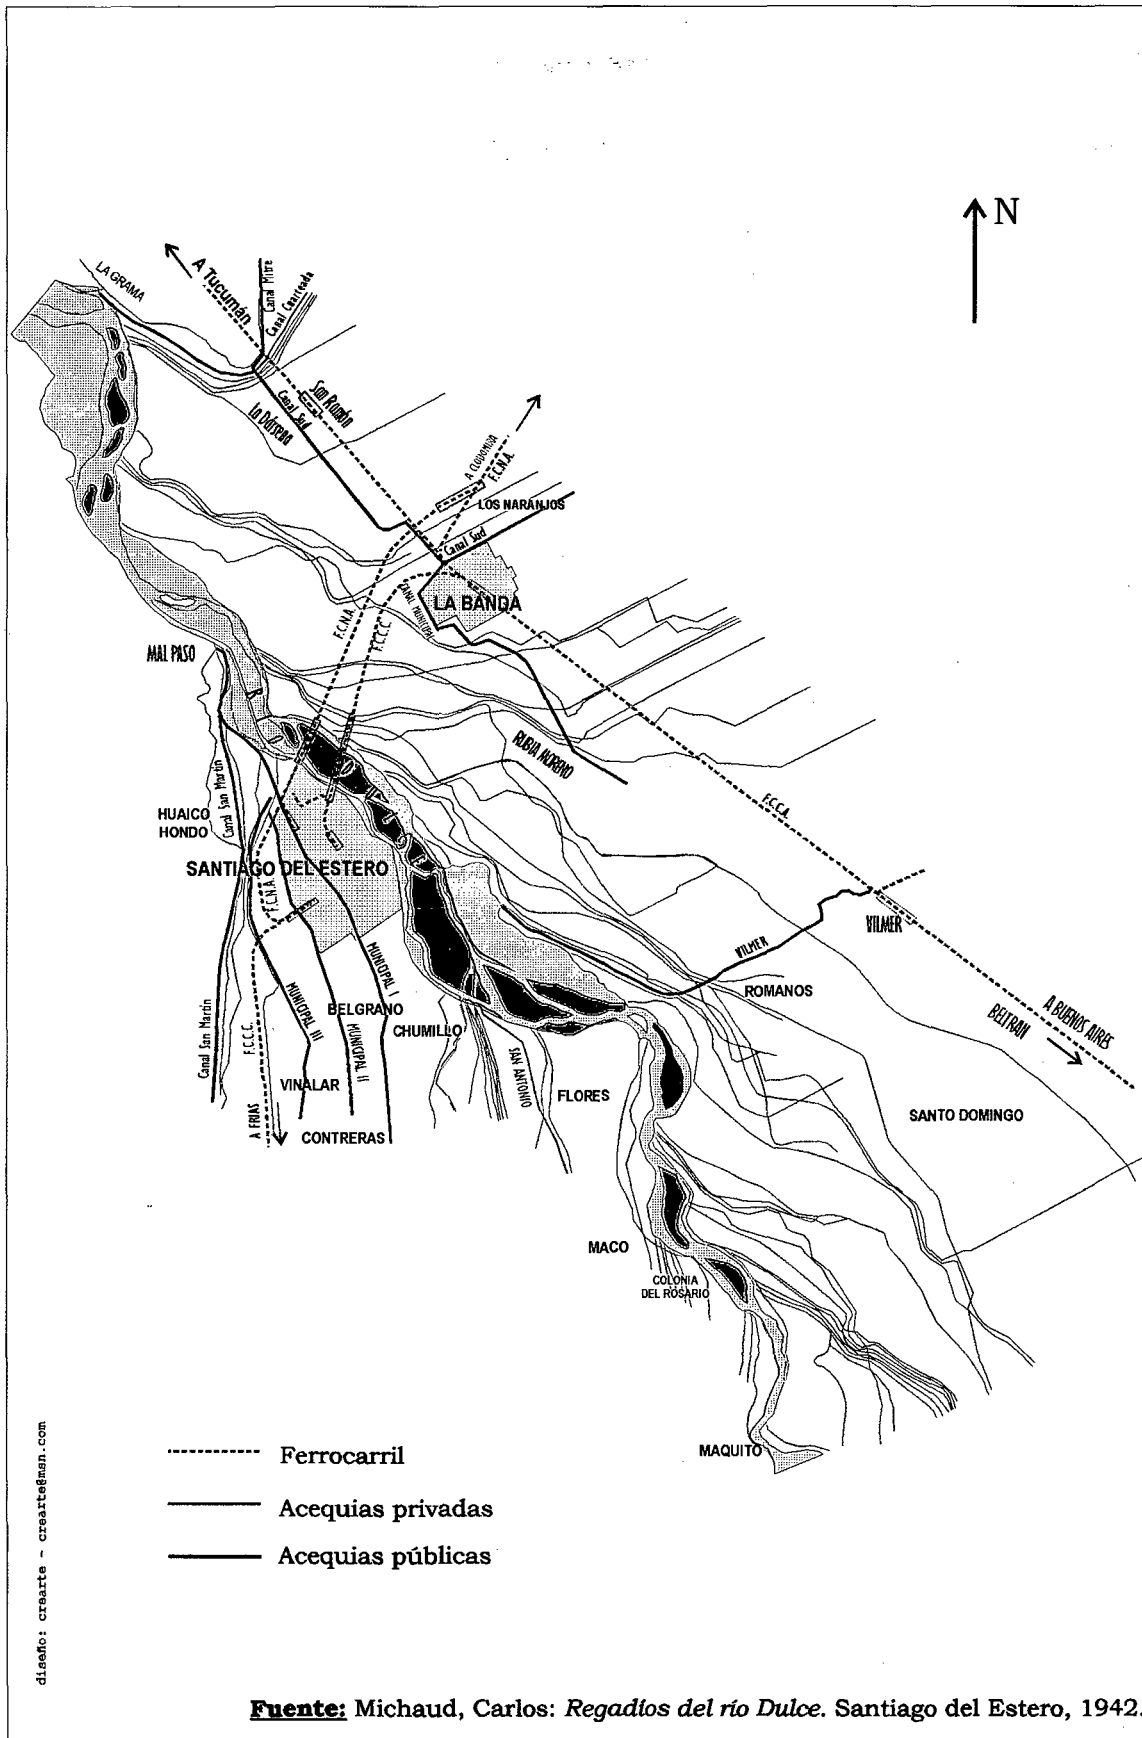 N
LA GRAMA
A Tucumán
Canal Mitre
Canal Cuarteada
San Ramón
Canal Sud
La Dársena
A CLODOMIRA
F.C.N.A.
LOS NARANJOS
Canal Sud
LA BANDA
CANAL MUNICIPAL
F.C.N.A.
F.C.C.C.
MAL PASO
RIO DULCE
RUBIA MORENO
F.C.C.A.
Canal San Martín
HUAICO
HONDO
SANTIAGO DEL ESTERO
F.C.N.A.
VILMER
VILMER
ROMANOS
MUNICIPAL I
BELGRANO
MUNICIPAL III
MUNICIPAL II
CHUMILLO
Canal San Martín
F.C.C.C.
A BUENOS AIRES
BELTRAN
SAN ANTONIO
VINALAR
FLORES
SANTO DOMINGO
A FRIAS
CONTRERAS
MACO
COLONIA
DEL ROSARIO
MAQUITO
Ferrocarril
Acequias privadas
Acequias públicas
diseño: crearte - crearte@msn.com
Fuente: Michaud, Carlos: Regadíos del río Dulce. Santiago del Estero, 1942.